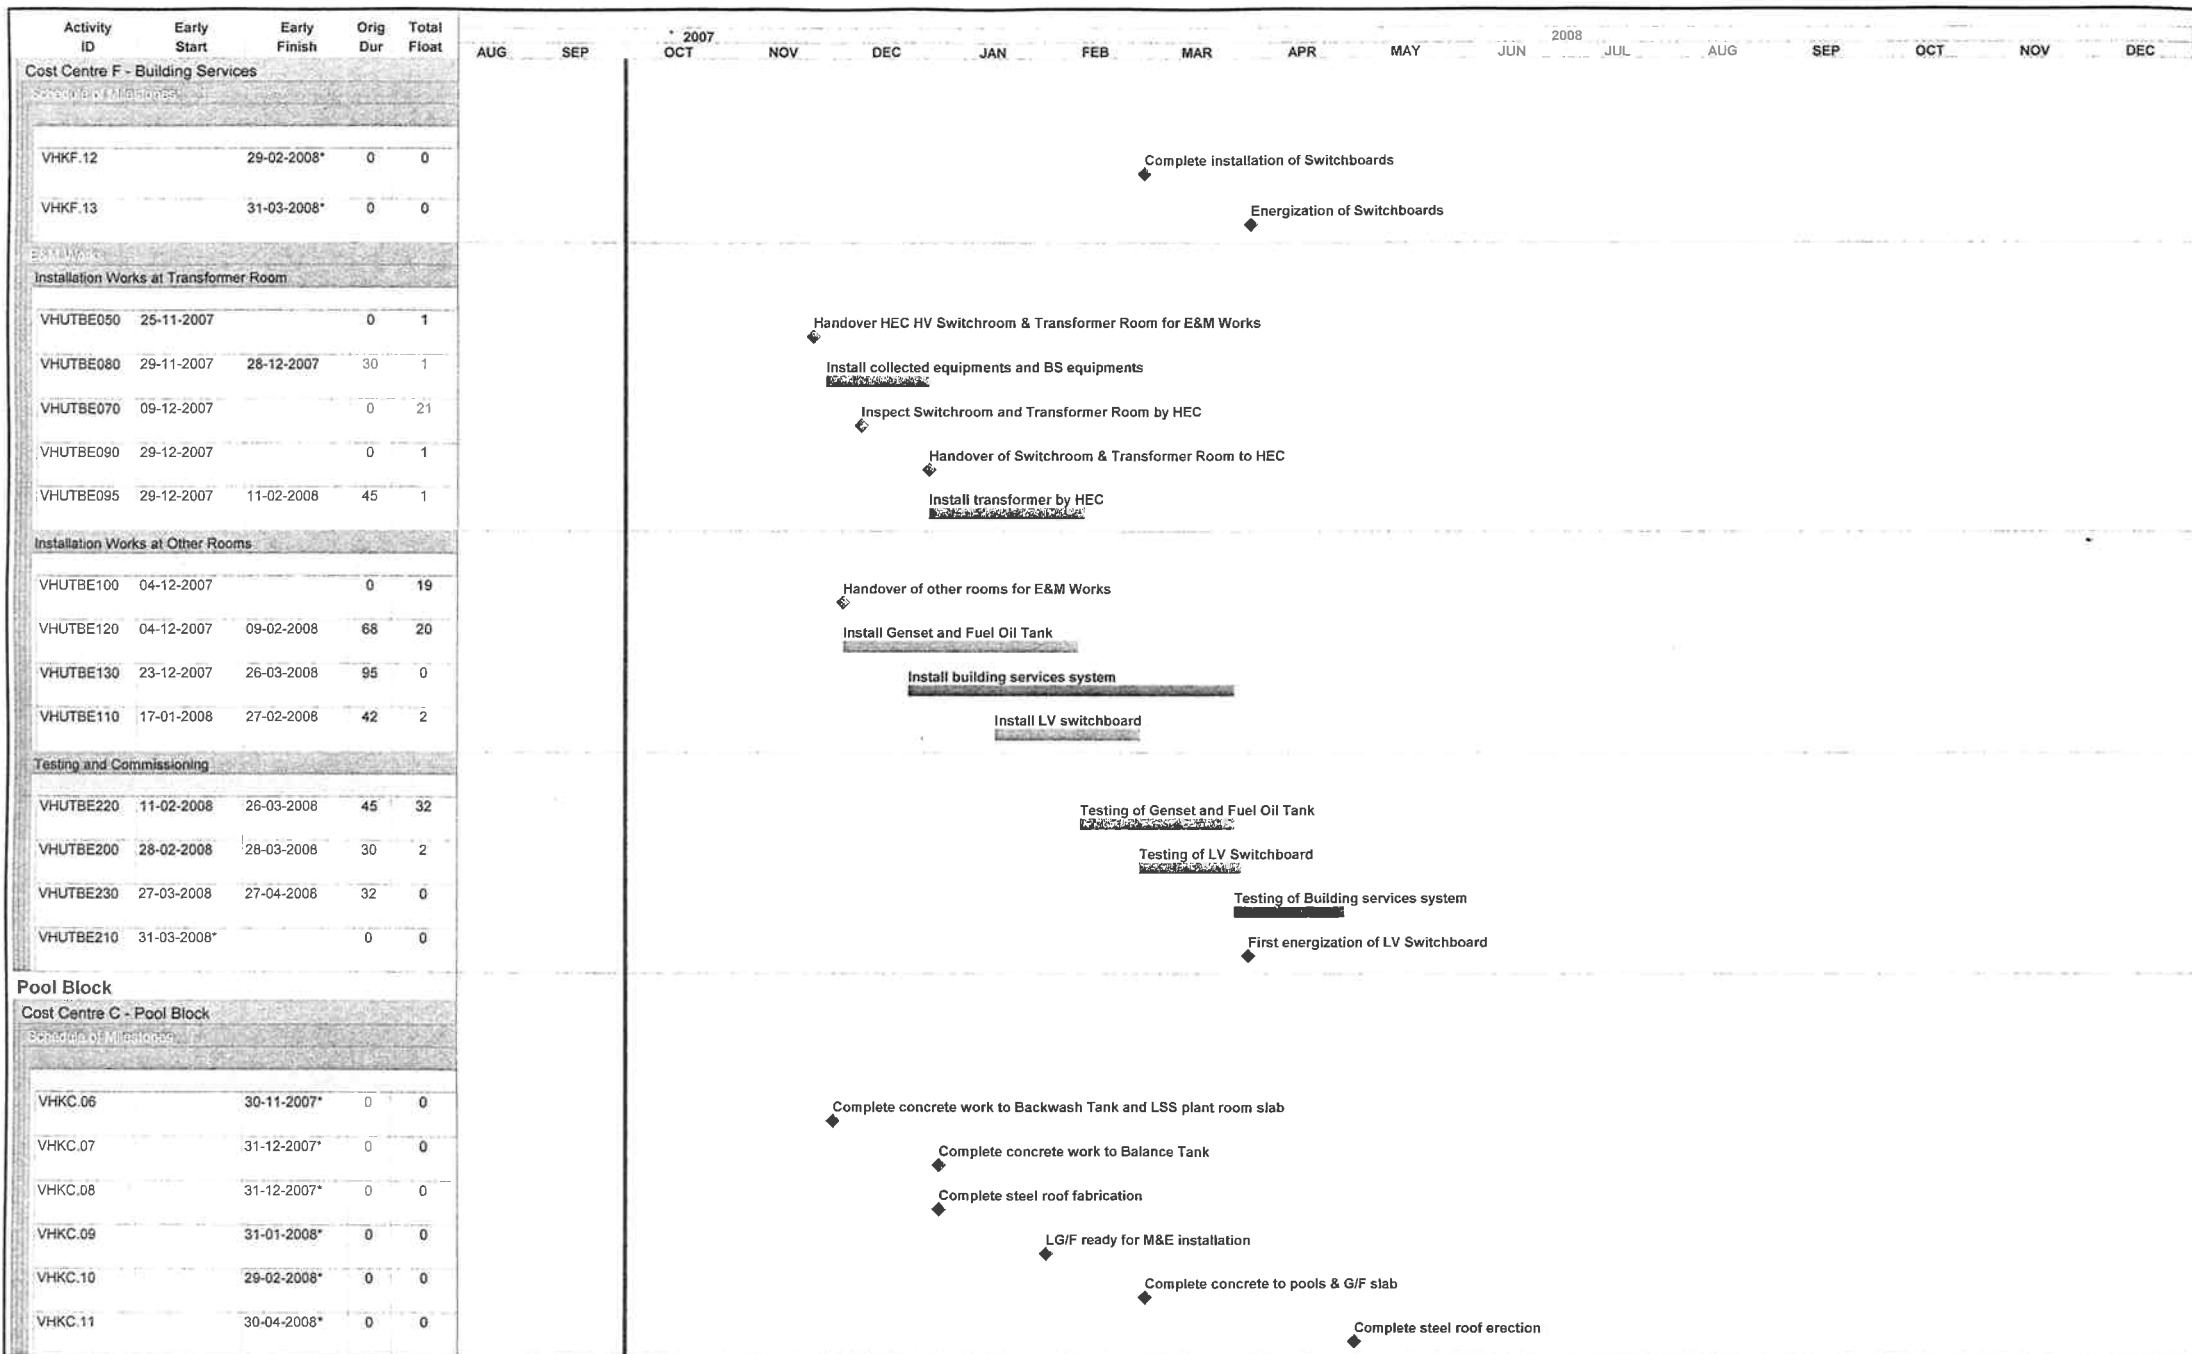 Activity ID Early Start Early Finish Orig Dur Total Float
2007 2008
AUG SEP OCT NOV DEC JAN FEB MAR APR MAY JUN JUL AUG SEP OCT NOV DEC
Cost Centre F - Building Services
Schedule of Milestones
VHKF.12 29-02-2008* 0 0 Complete installation of Switchboards
VHKF.13 31-03-2008* 0 0 Energization of Switchboards
E&M Works
Installation Works at Transformer Room
VHUTBE050 25-11-2007 0 1 Handover HEC HV Switchroom & Transformer Room for E&M Works
VHUTBE080 29-11-2007 28-12-2007 30 1 Install collected equipments and BS equipments
VHUTBE070 09-12-2007 0 21 Inspect Switchroom and Transformer Room by HEC
VHUTBE090 29-12-2007 0 1 Handover of Switchroom & Transformer Room to HEC
VHUTBE095 29-12-2007 11-02-2008 45 1 Install transformer by HEC
Installation Works at Other Rooms
VHUTBE100 04-12-2007 0 19 Handover of other rooms for E&M Works
VHUTBE120 04-12-2007 09-02-2008 68 20 Install Genset and Fuel Oil Tank
VHUTBE130 23-12-2007 26-03-2008 95 0 Install building services system
VHUTBE110 17-01-2008 27-02-2008 42 2 Install LV switchboard
Testing and Commissioning
VHUTBE220 11-02-2008 26-03-2008 45 32 Testing of Genset and Fuel Oil Tank
VHUTBE200 28-02-2008 28-03-2008 30 2 Testing of LV Switchboard
VHUTBE230 27-03-2008 27-04-2008 32 0 Testing of Building services system
VHUTBE210 31-03-2008* 0 0 First energization of LV Switchboard
Pool Block
Cost Centre C - Pool Block
Schedule of Milestones
VHKC.06 30-11-2007* 0 0 Complete concrete work to Backwash Tank and LSS plant room slab
VHKC.07 31-12-2007* 0 0 Complete concrete work to Balance Tank
VHKC.08 31-12-2007* 0 0 Complete steel roof fabrication
VHKC.09 31-01-2008* 0 0 LG/F ready for M&E installation
VHKC.10 29-02-2008* 0 0 Complete concrete to pools & G/F slab
VHKC.11 30-04-2008* 0 0 Complete steel roof erection